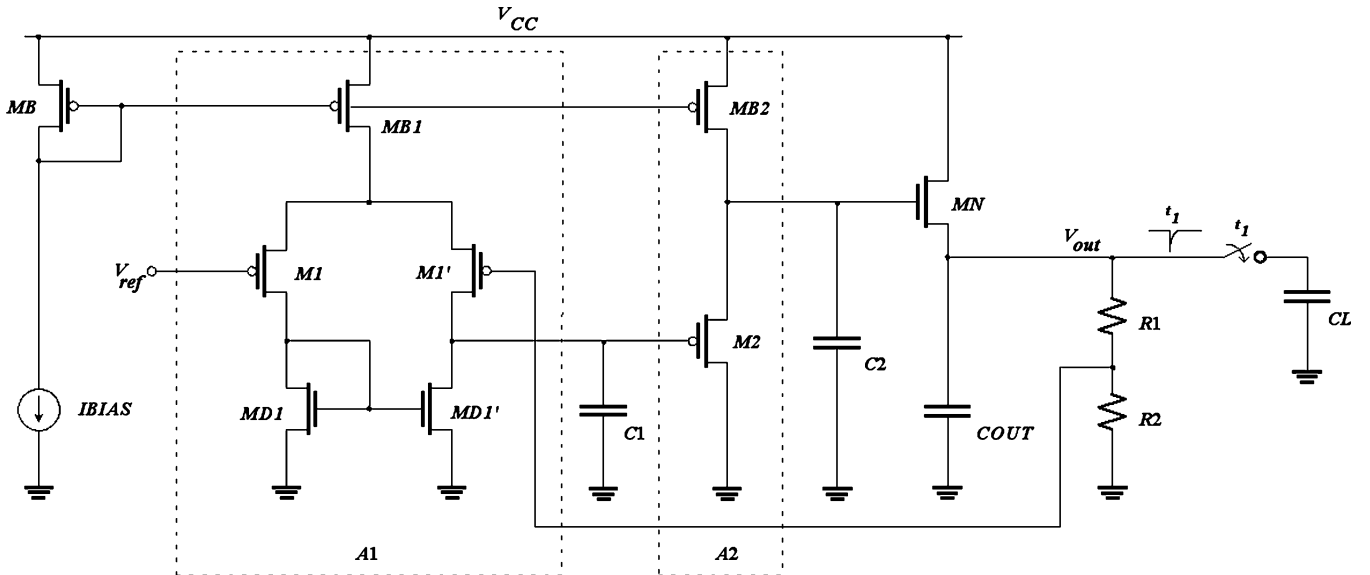 VCC
MB
MB1
MB2
MN
Vref
M1
M1'
M2
Vout
t1
t1
R1
CL
C2
IBIAS
MD1
MD1'
C1
COUT
R2
A1
A2